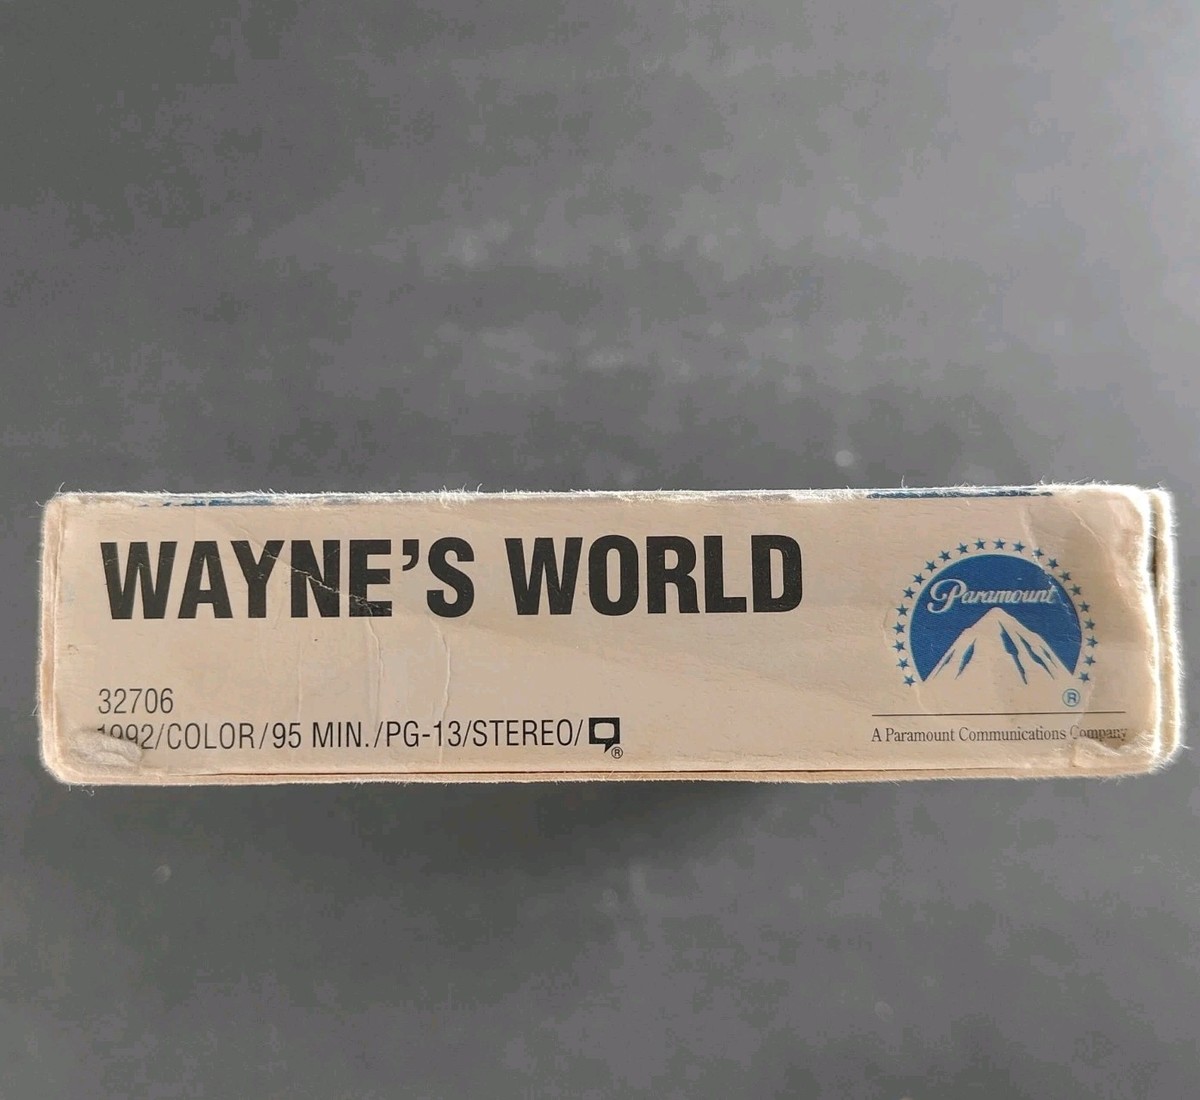 WAYNE'S WORLD
32706
1992/COLOR/95 MIN./PG-13/STEREO/
®
Paramount
®
A Paramount Communications Company